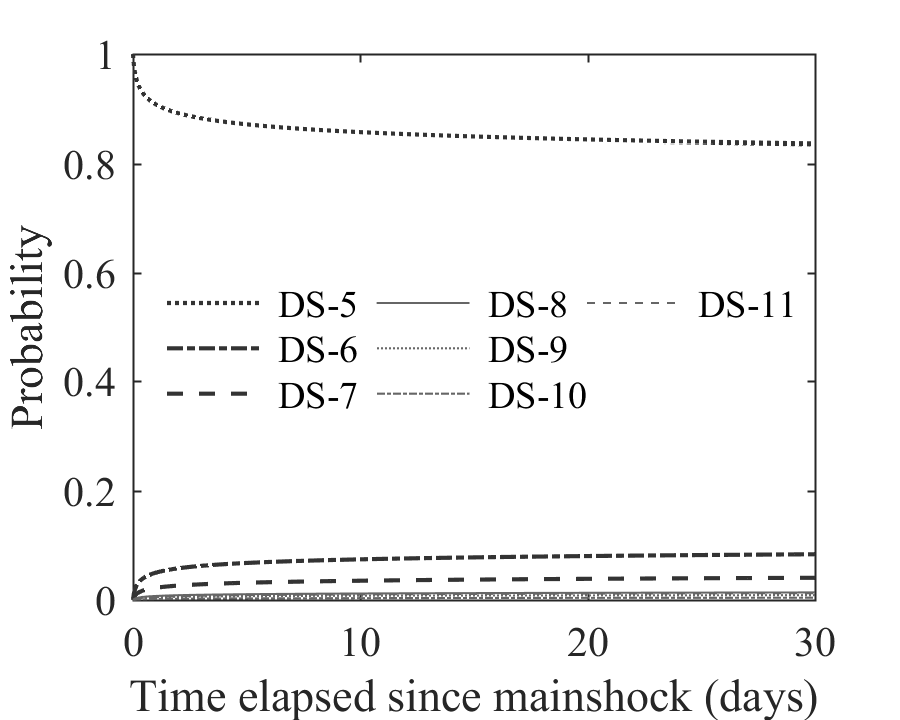 1
0.8
0.6
0.4
0.2
0
Probability
DS-5 DS-8 DS-11
DS-6 DS-9
DS-7 DS-10
0 10 20 30
Time elapsed since mainshock (days)